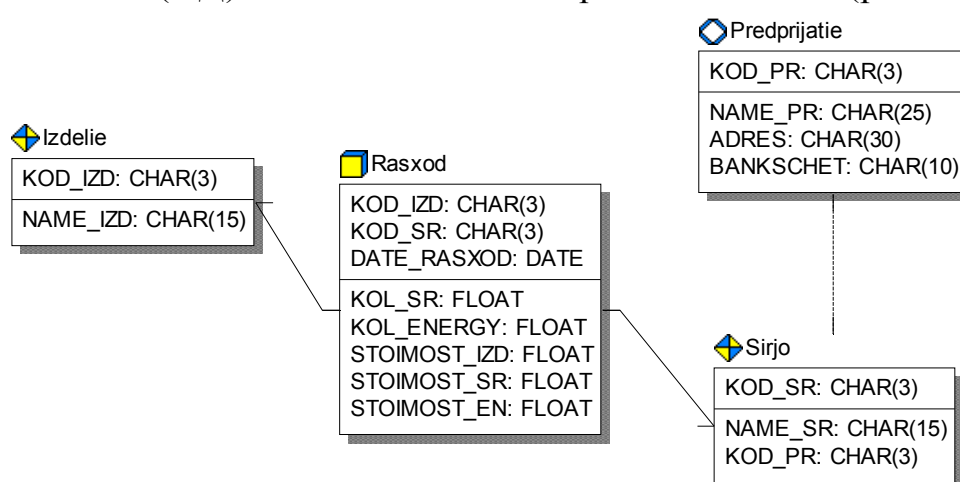 Predprijatie
KOD_PR: CHAR(3)
NAME_PR: CHAR(25)
ADRES: CHAR(30)
BANKSCHET: CHAR(10)
Izdelie
KOD_IZD: CHAR(3)
NAME_IZD: CHAR(15)
Rasxod
KOD_IZD: CHAR(3)
KOD_SR: CHAR(3)
DATE_RASXOD: DATE
KOL_SR: FLOAT
KOL_ENERGY: FLOAT
STOIMOST_IZD: FLOAT
STOIMOST_SR: FLOAT
STOIMOST_EN: FLOAT
Sirjo
KOD_SR: CHAR(3)
NAME_SR: CHAR(15)
KOD_PR: CHAR(3)